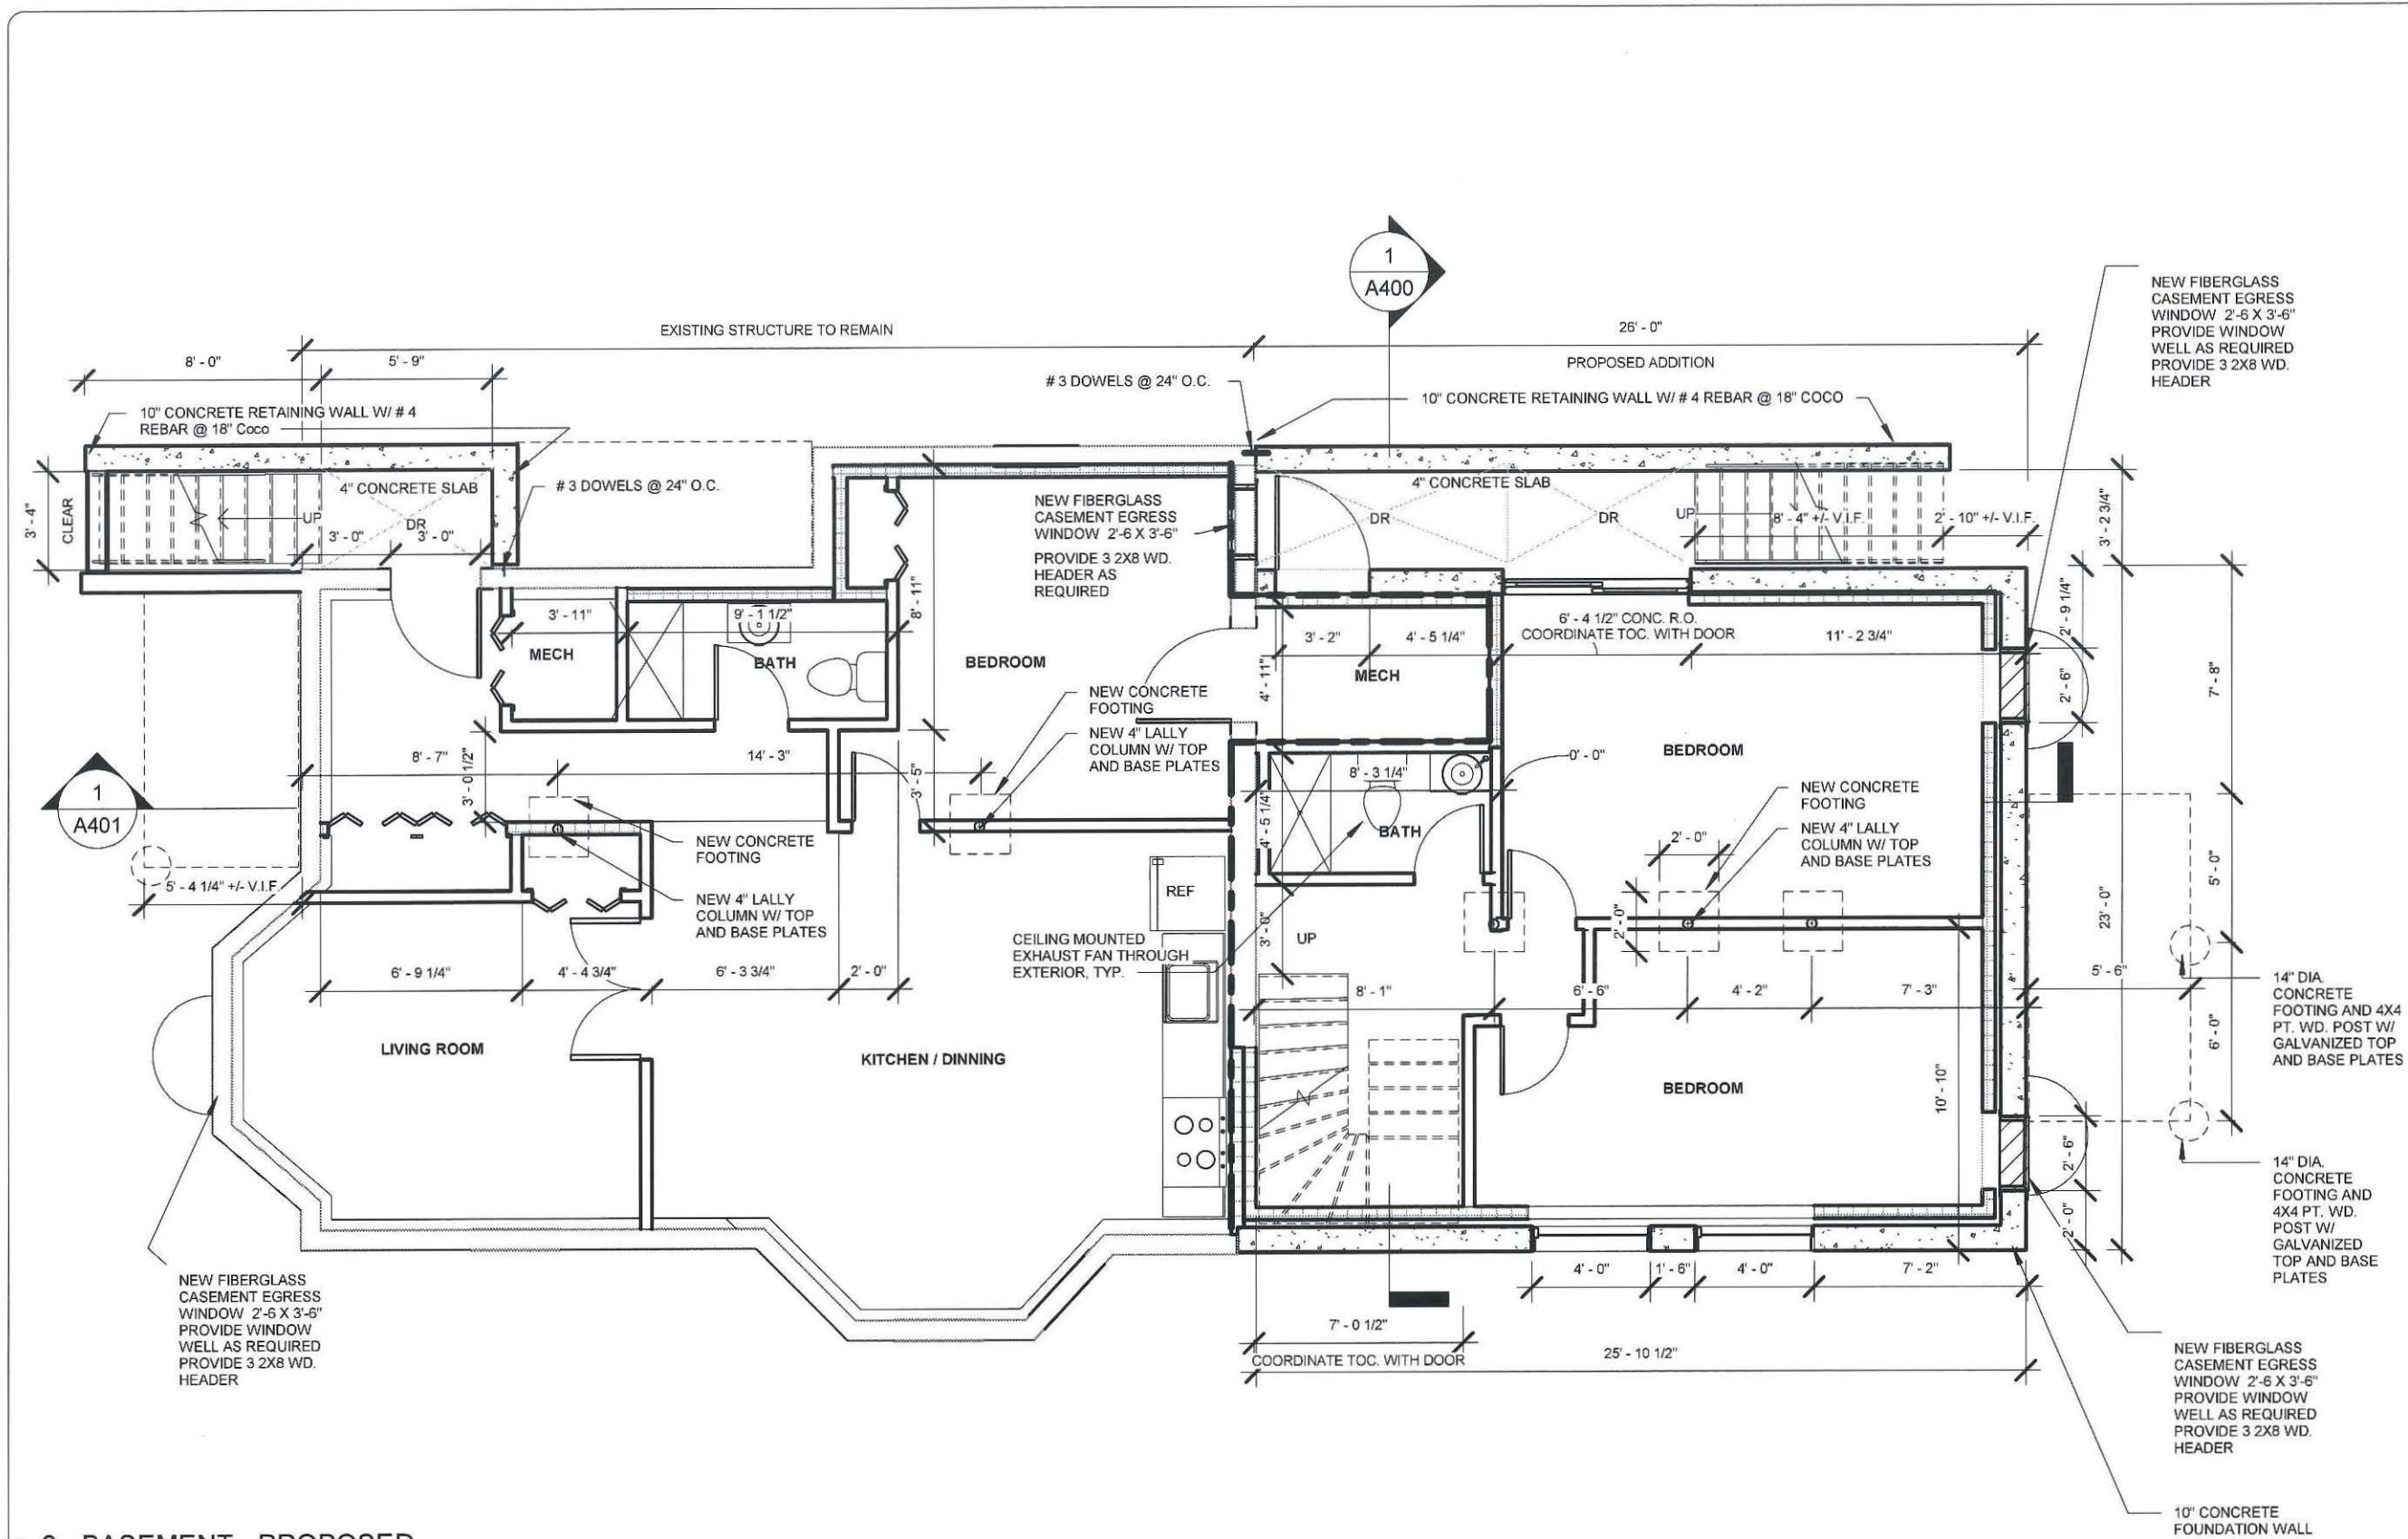 1
A400
EXISTING STRUCTURE TO REMAIN
26' - 0"
PROPOSED ADDITION
8' - 0"
5' - 9"
# 3 DOWELS @ 24" O.C.
10" CONCRETE RETAINING WALL W/ # 4 REBAR @ 18" COCO
10" CONCRETE RETAINING WALL W/ # 4
REBAR @ 18" Coco
NEW FIBERGLASS
CASEMENT EGRESS
WINDOW 2'-6 X 3'-6"
PROVIDE WINDOW
WELL AS REQUIRED
PROVIDE 3 2X8 WD.
HEADER
3' - 4"
CLEAR
4" CONCRETE SLAB
UP
DR
3' - 0"
3' - 0"
# 3 DOWELS @ 24" O.C.
NEW FIBERGLASS
CASEMENT EGRESS
WINDOW 2'-6 X 3'-6"
PROVIDE 3 2X8 WD.
HEADER AS
REQUIRED
4" CONCRETE SLAB
DR
DR
UP
8' - 4" +/- V.I.F.
2' - 10" +/- V.I.F.
3' - 2 3/4"
3' - 11"
9' - 1 1/2"
8' - 11"
MECH
BATH
BEDROOM
3' - 2"
4' - 5 1/4"
6' - 4 1/2" CONC. R.O.
COORDINATE TOC. WITH DOOR
11' - 2 3/4"
4' - 11"
MECH
2' - 9 1/4"
2' - 6"
7' - 8"
NEW CONCRETE
FOOTING
NEW 4" LALLY
COLUMN W/ TOP
AND BASE PLATES
8' - 7"
3' - 0 1/2"
14' - 3"
3' - 5"
1
A401
BEDROOM
8' - 3 1/4"
0' - 0"
4' - 5 1/4"
BATH
NEW CONCRETE
FOOTING
NEW 4" LALLY
COLUMN W/ TOP
AND BASE PLATES
2' - 0"
2' - 0"
NEW CONCRETE
FOOTING
NEW 4" LALLY
COLUMN W/ TOP
AND BASE PLATES
5' - 4 1/4" +/- V.I.F.
REF
5' - 0"
23' - 0"
CEILING MOUNTED
EXHAUST FAN THROUGH
EXTERIOR, TYP.
3' - 0"
UP
6' - 9 1/4"
4' - 4 3/4"
6' - 3 3/4"
2' - 0"
8' - 1"
6' - 6"
4' - 2"
7' - 3"
5' - 6"
14" DIA.
CONCRETE
FOOTING AND 4X4
PT. WD. POST W/
GALVANIZED TOP
AND BASE PLATES
LIVING ROOM
KITCHEN / DINNING
BEDROOM
10' - 10"
6' - 0"
2' - 6"
2' - 0"
14" DIA.
CONCRETE
FOOTING AND
4X4 PT. WD.
POST W/
GALVANIZED
TOP AND BASE
PLATES
NEW FIBERGLASS
CASEMENT EGRESS
WINDOW 2'-6 X 3'-6"
PROVIDE WINDOW
WELL AS REQUIRED
PROVIDE 3 2X8 WD.
HEADER
4' - 0"
1' - 6"
4' - 0"
7' - 2"
7' - 0 1/2"
COORDINATE TOC. WITH DOOR
25' - 10 1/2"
NEW FIBERGLASS
CASEMENT EGRESS
WINDOW 2'-6 X 3'-6"
PROVIDE WINDOW
WELL AS REQUIRED
PROVIDE 3 2X8 WD.
HEADER
10" CONCRETE
FOUNDATION WALL
BASEMENT - PROPOSED